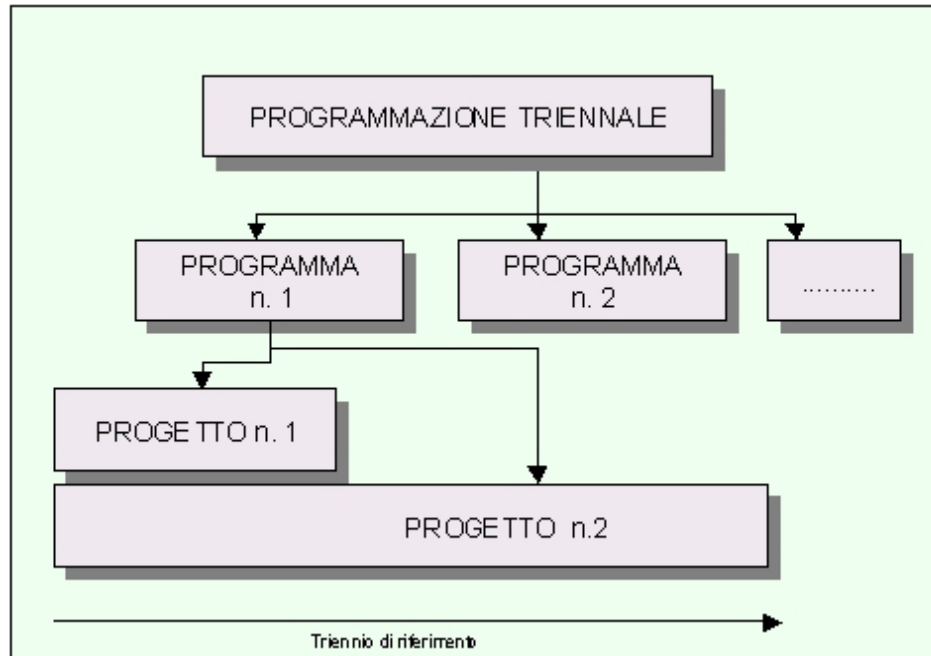 PROGRAMMAZIONE TRIENNALE
PROGRAMMA
n. 1
PROGRAMMA
n. 2
..........
PROGETTO n. 1
PROGETTO n.2
Triennio di riferimento